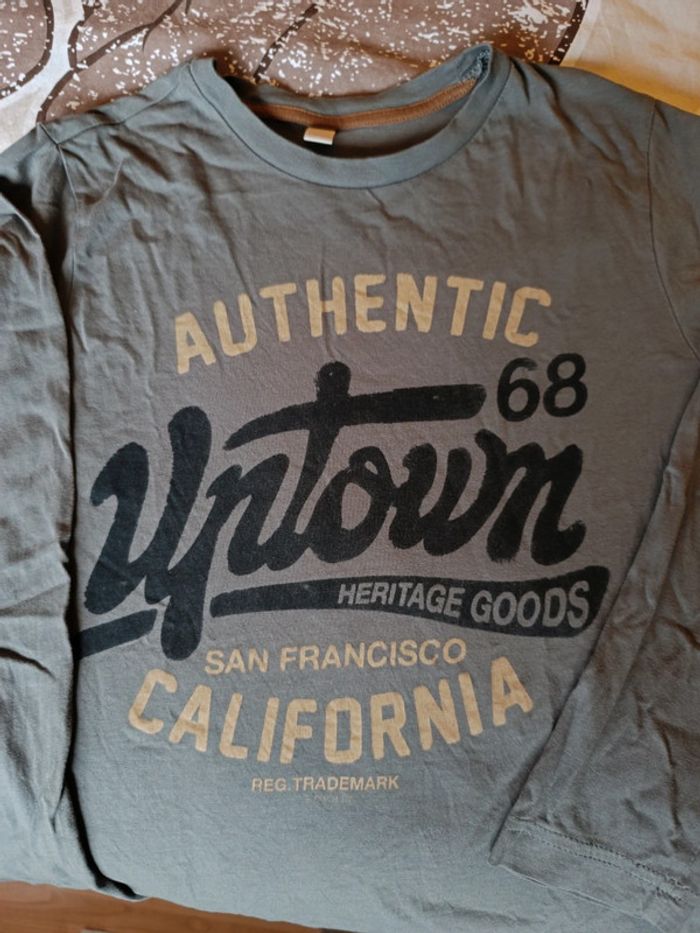 AUTHENTIC
68
Uptown
HERITAGE GOODS
SAN FRANCISCO
CALIFORNIA
REG. TRADEMARK